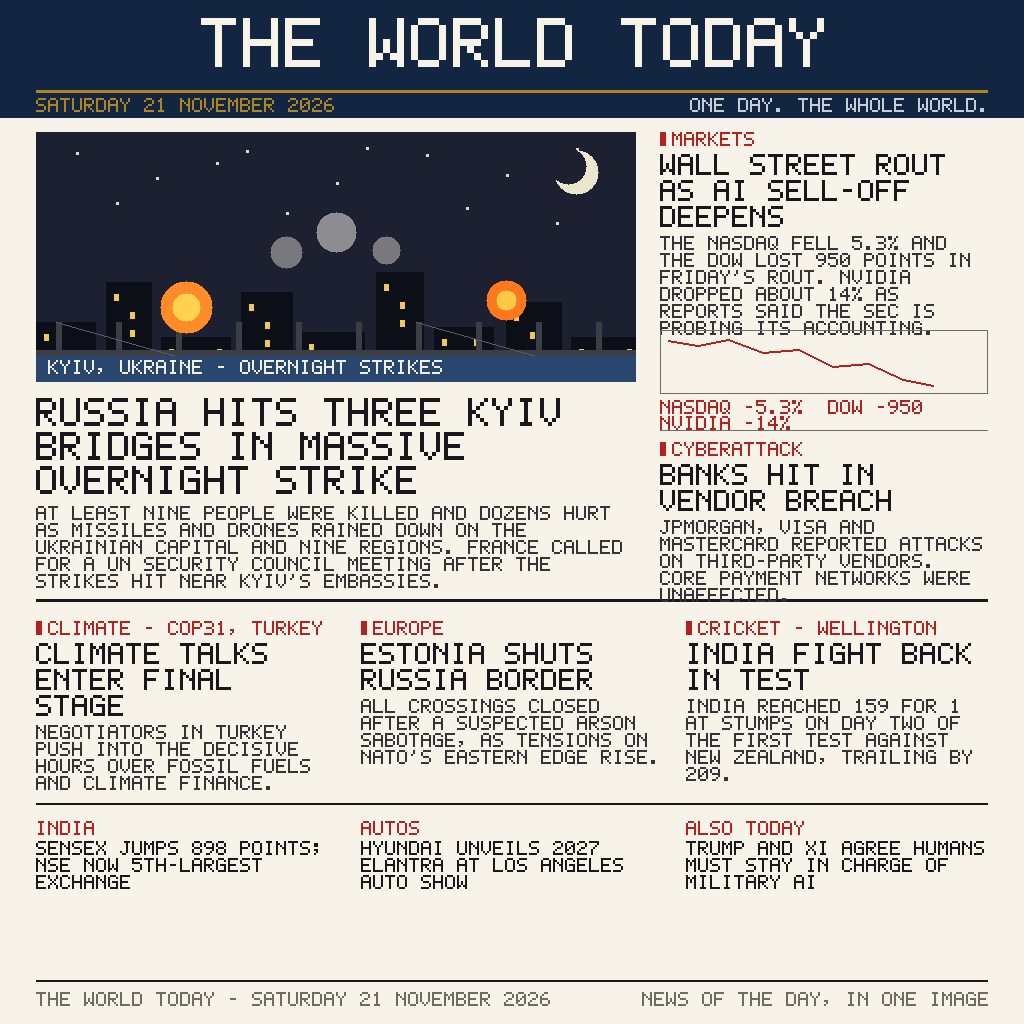 THE WORLD TODAY
SATURDAY 21 NOVEMBER 2026
ONE DAY. THE WHOLE WORLD.
KYIV, UKRAINE - OVERNIGHT STRIKES
RUSSIA HITS THREE KYIV
BRIDGES IN MASSIVE
OVERNIGHT STRIKE
AT LEAST NINE PEOPLE WERE KILLED AND DOZENS HURT
AS MISSILES AND DRONES RAINED DOWN ON THE
UKRAINIAN CAPITAL AND NINE REGIONS. FRANCE CALLED
FOR A UN SECURITY COUNCIL MEETING AFTER THE
STRIKES HIT NEAR KYIV'S EMBASSIES.
MARKETS
WALL STREET ROUT
AS AI SELL-OFF
DEEPENS
THE NASDAQ FELL 5.3% AND
THE DOW LOST 950 POINTS IN
FRIDAY'S ROUT. NVIDIA
DROPPED ABOUT 14% AS
REPORTS SAID THE SEC IS
PROBING ITS ACCOUNTING.
NASDAQ -5.3% DOW -950
NVIDIA -14%
CYBERATTACK
BANKS HIT IN
VENDOR BREACH
JPMORGAN, VISA AND
MASTERCARD REPORTED ATTACKS
ON THIRD-PARTY VENDORS.
CORE PAYMENT NETWORKS WERE
UNAFFECTED.
CLIMATE - COP31, TURKEY
CLIMATE TALKS
ENTER FINAL
STAGE
NEGOTIATORS IN TURKEY
PUSH INTO THE DECISIVE
HOURS OVER FOSSIL FUELS
AND CLIMATE FINANCE.
EUROPE
ESTONIA SHUTS
RUSSIA BORDER
ALL CROSSINGS CLOSED
AFTER A SUSPECTED ARSON
SABOTAGE, AS TENSIONS ON
NATO'S EASTERN EDGE RISE.
CRICKET - WELLINGTON
INDIA FIGHT BACK
IN TEST
INDIA REACHED 159 FOR 1
AT STUMPS ON DAY TWO OF
THE FIRST TEST AGAINST
NEW ZEALAND, TRAILING BY
209.
INDIA
SENSEX JUMPS 898 POINTS;
NSE NOW 5TH-LARGEST
EXCHANGE
AUTOS
HYUNDAI UNVEILS 2027
ELANTRA AT LOS ANGELES
AUTO SHOW
ALSO TODAY
TRUMP AND XI AGREE HUMANS
MUST STAY IN CHARGE OF
MILITARY AI
THE WORLD TODAY - SATURDAY 21 NOVEMBER 2026
NEWS OF THE DAY, IN ONE IMAGE